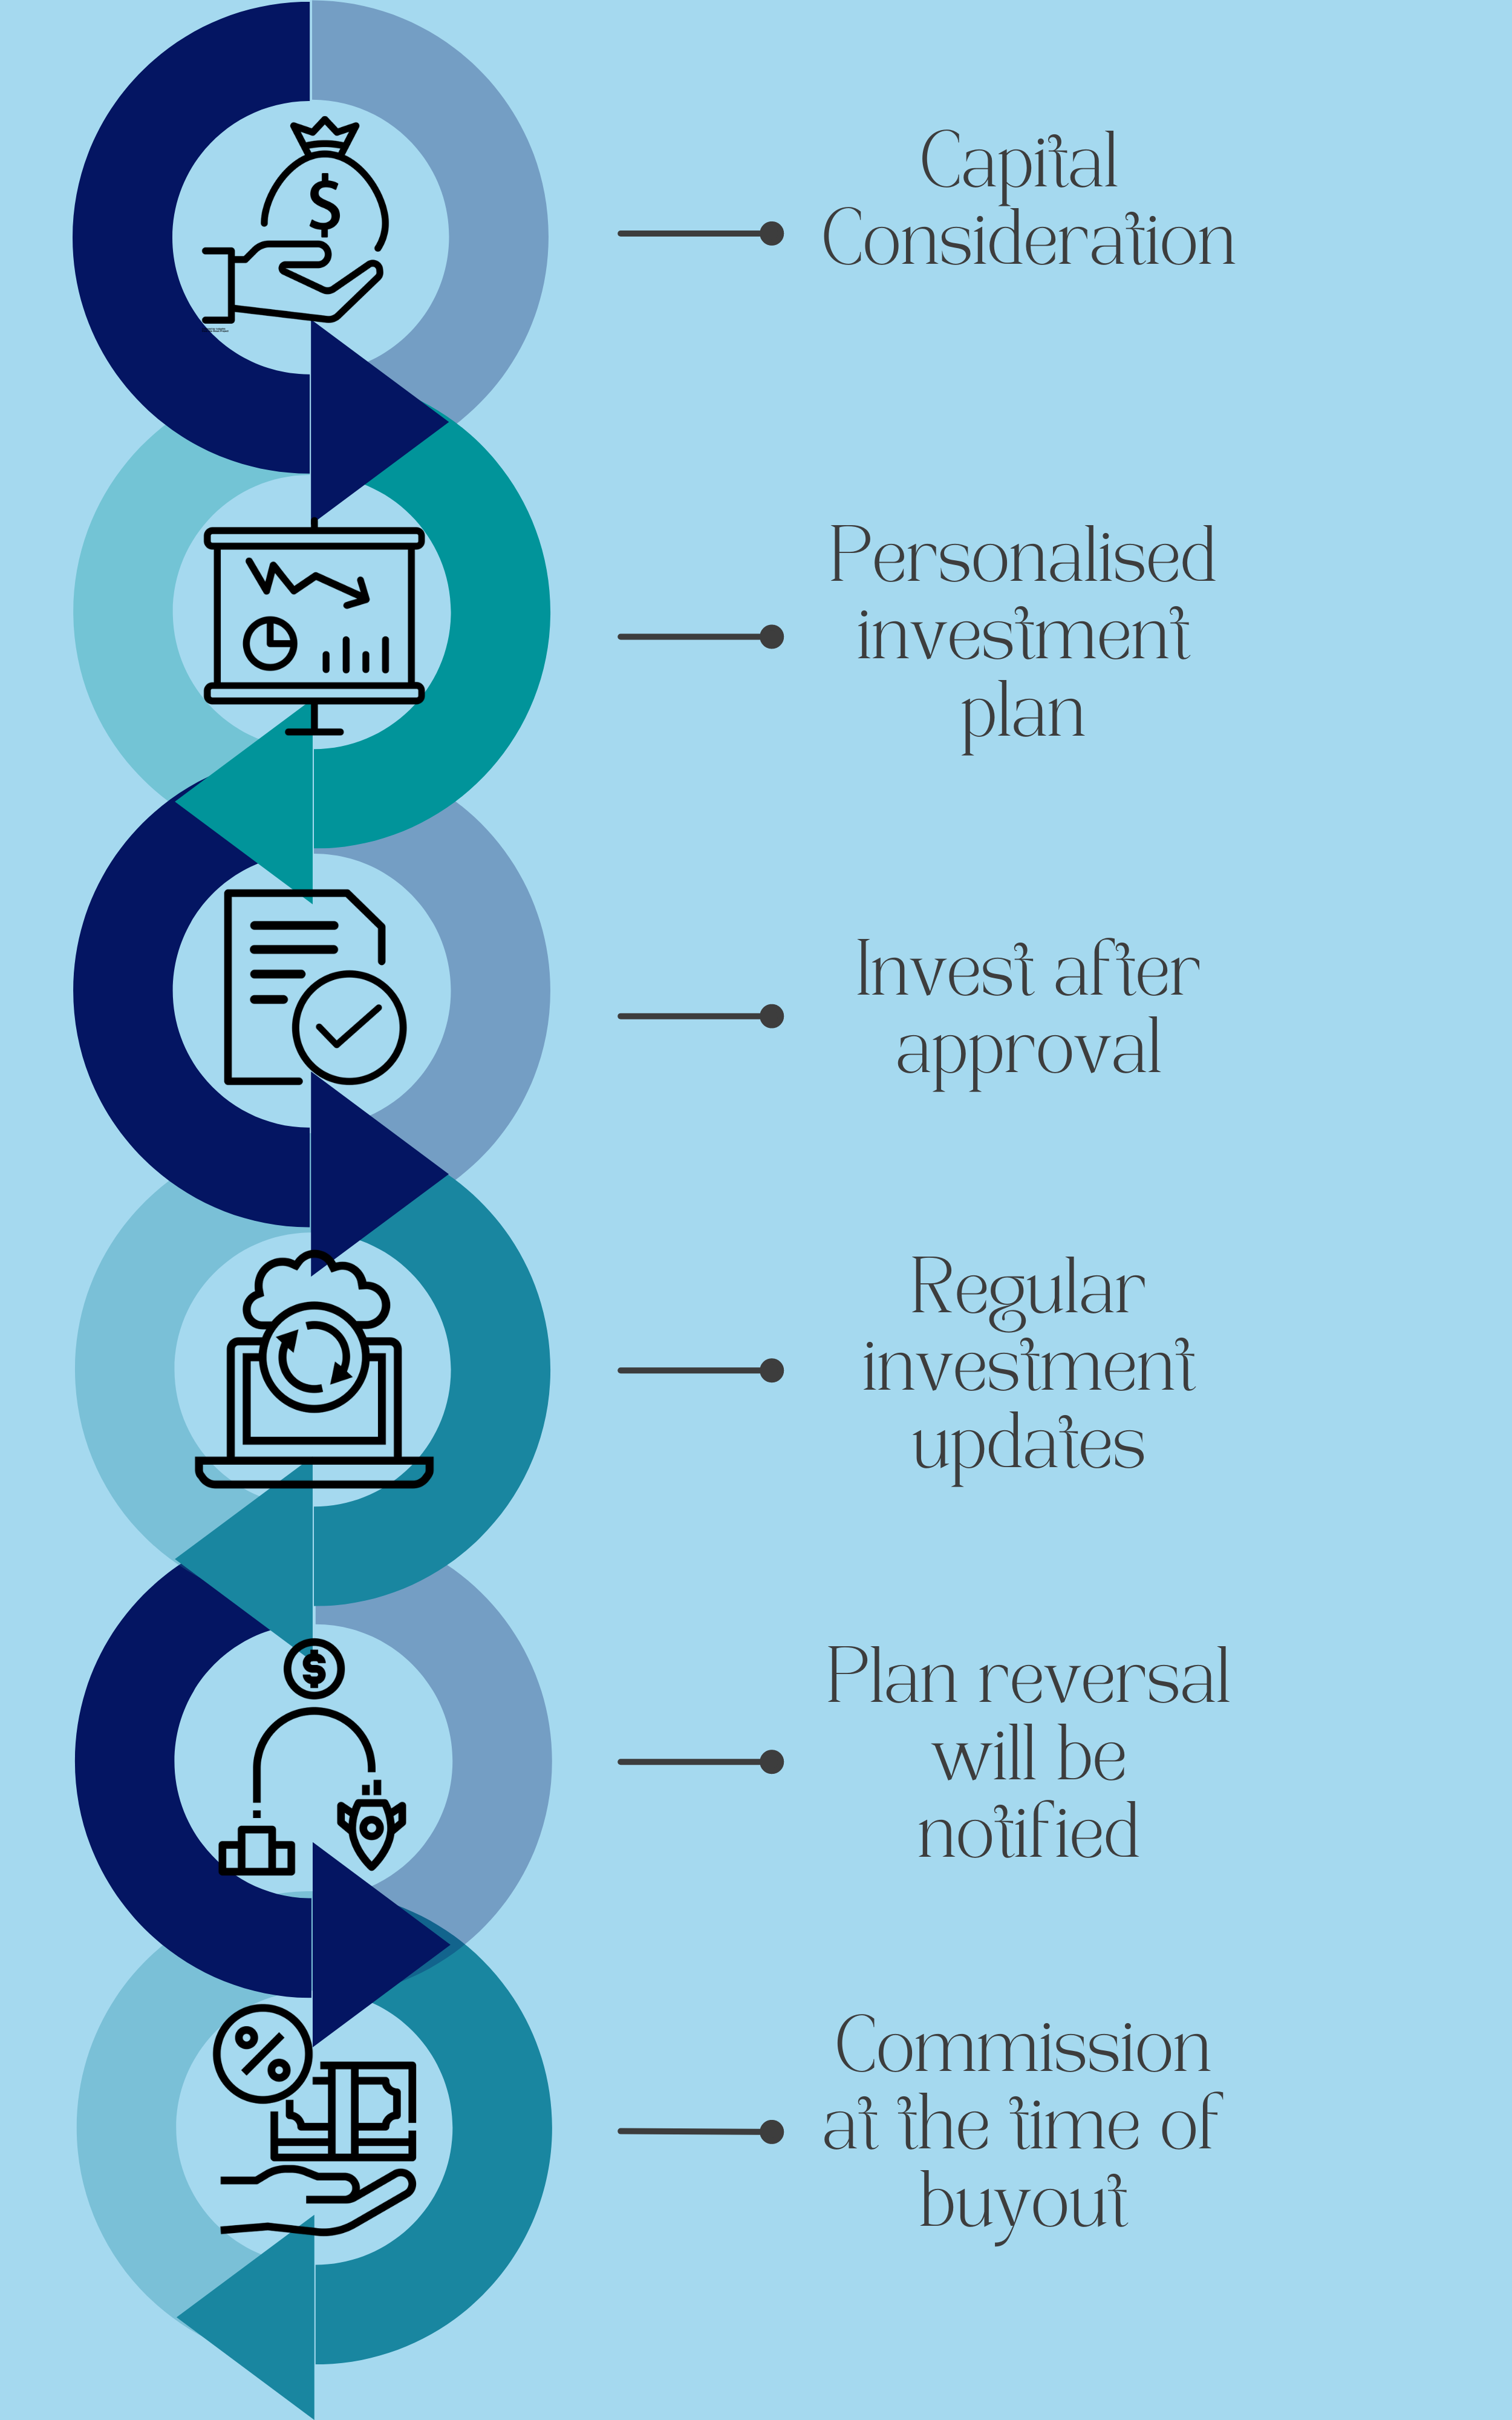 $
Capital
Consideration
Personalised
investment
plan
Invest after
approval
Regular
investment
updates
$
Plan reversal
will be
notified
%
Commission
at the time of
buyout